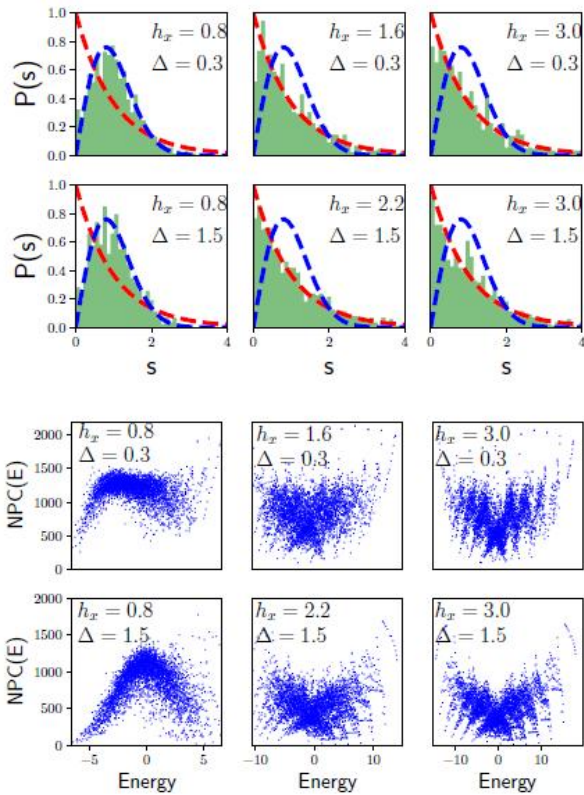 1.0
0.8
0.6
0.4
0.2
0.0
P(s)
h_x = 0.8
Δ = 0.3
h_x = 1.6
Δ = 0.3
h_x = 3.0
Δ = 0.3
1.0
0.8
0.6
0.4
0.2
0.0
P(s)
h_x = 0.8
Δ = 1.5
h_x = 2.2
Δ = 1.5
h_x = 3.0
Δ = 1.5
0 2 4
0 2 4
0 2 4
s s s
2000
1500
1000
500
0
NPC(E)
h_x = 0.8
Δ = 0.3
h_x = 1.6
Δ = 0.3
h_x = 3.0
Δ = 0.3
2000
1500
1000
500
0
NPC(E)
h_x = 0.8
Δ = 1.5
h_x = 2.2
Δ = 1.5
h_x = 3.0
Δ = 1.5
−5 0 5
−10 0 10
−10 0 10
Energy Energy Energy